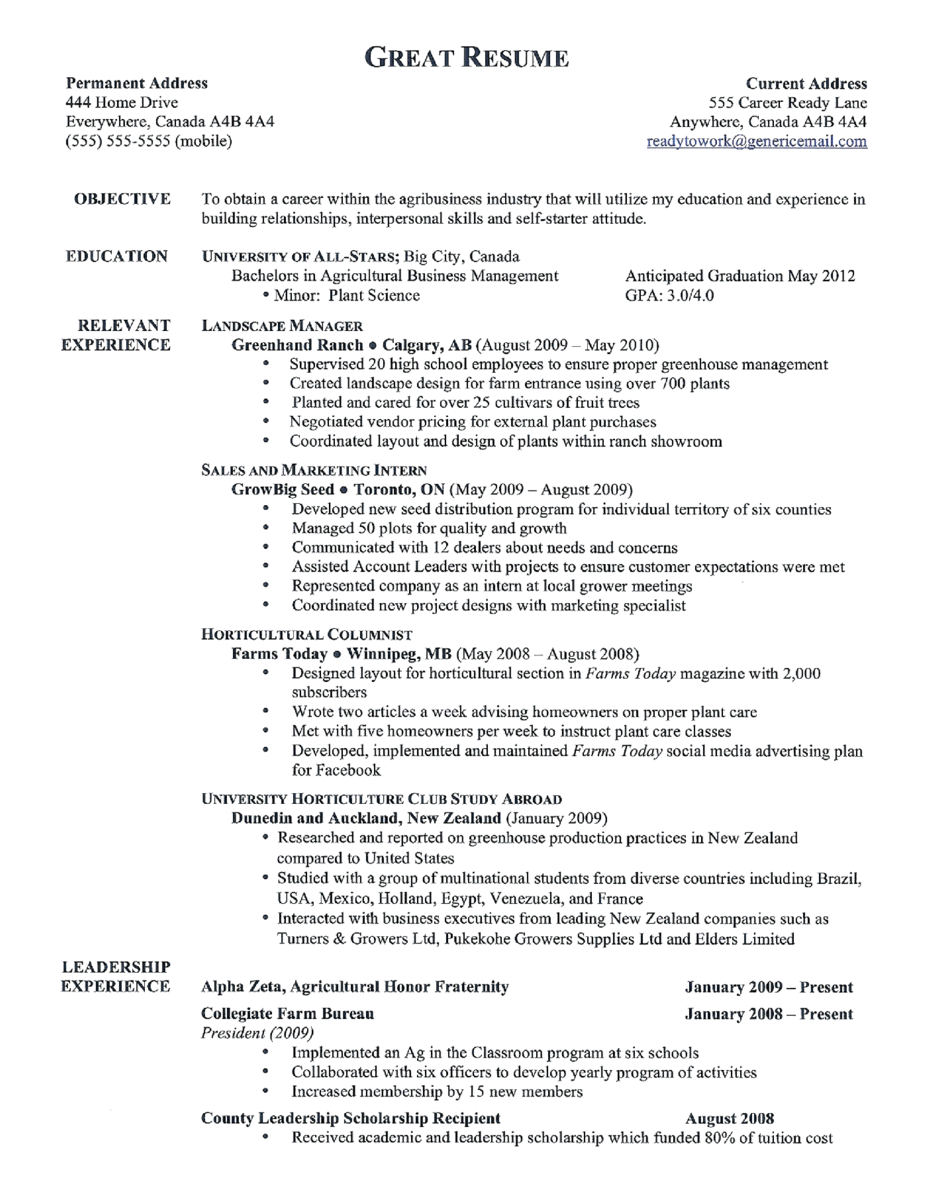 GREAT RESUME
Permanent Address
444 Home Drive
Everywhere, Canada A4B 4A4
(555) 555-5555 (mobile)
Current Address
555 Career Ready Lane
Anywhere, Canada A4B 4A4
readytowork@genericemail.com
OBJECTIVE
To obtain a career within the agribusiness industry that will utilize my education and experience in
building relationships, interpersonal skills and self-starter attitude.
EDUCATION
UNIVERSITY OF ALL-STARS; Big City, Canada
Bachelors in Agricultural Business Management Anticipated Graduation May 2012
• Minor: Plant Science GPA: 3.0/4.0
RELEVANT
EXPERIENCE
LANDSCAPE MANAGER
Greenhand Ranch • Calgary, AB (August 2009 – May 2010)
• Supervised 20 high school employees to ensure proper greenhouse management
• Created landscape design for farm entrance using over 700 plants
• Planted and cared for over 25 cultivars of fruit trees
• Negotiated vendor pricing for external plant purchases
• Coordinated layout and design of plants within ranch showroom
SALES AND MARKETING INTERN
GrowBig Seed • Toronto, ON (May 2009 – August 2009)
• Developed new seed distribution program for individual territory of six counties
• Managed 50 plots for quality and growth
• Communicated with 12 dealers about needs and concerns
• Assisted Account Leaders with projects to ensure customer expectations were met
• Represented company as an intern at local grower meetings
• Coordinated new project designs with marketing specialist
HORTICULTURAL COLUMNIST
Farms Today • Winnipeg, MB (May 2008 – August 2008)
• Designed layout for horticultural section in Farms Today magazine with 2,000
subscribers
• Wrote two articles a week advising homeowners on proper plant care
• Met with five homeowners per week to instruct plant care classes
• Developed, implemented and maintained Farms Today social media advertising plan
for Facebook
UNIVERSITY HORTICULTURE CLUB STUDY ABROAD
Dunedin and Auckland, New Zealand (January 2009)
• Researched and reported on greenhouse production practices in New Zealand
compared to United States
• Studied with a group of multinational students from diverse countries including Brazil,
USA, Mexico, Holland, Egypt, Venezuela, and France
• Interacted with business executives from leading New Zealand companies such as
Turners & Growers Ltd, Pukekohe Growers Supplies Ltd and Elders Limited
LEADERSHIP
EXPERIENCE
Alpha Zeta, Agricultural Honor Fraternity January 2009 – Present
Collegiate Farm Bureau January 2008 – Present
President (2009)
• Implemented an Ag in the Classroom program at six schools
• Collaborated with six officers to develop yearly program of activities
• Increased membership by 15 new members
County Leadership Scholarship Recipient August 2008
• Received academic and leadership scholarship which funded 80% of tuition cost